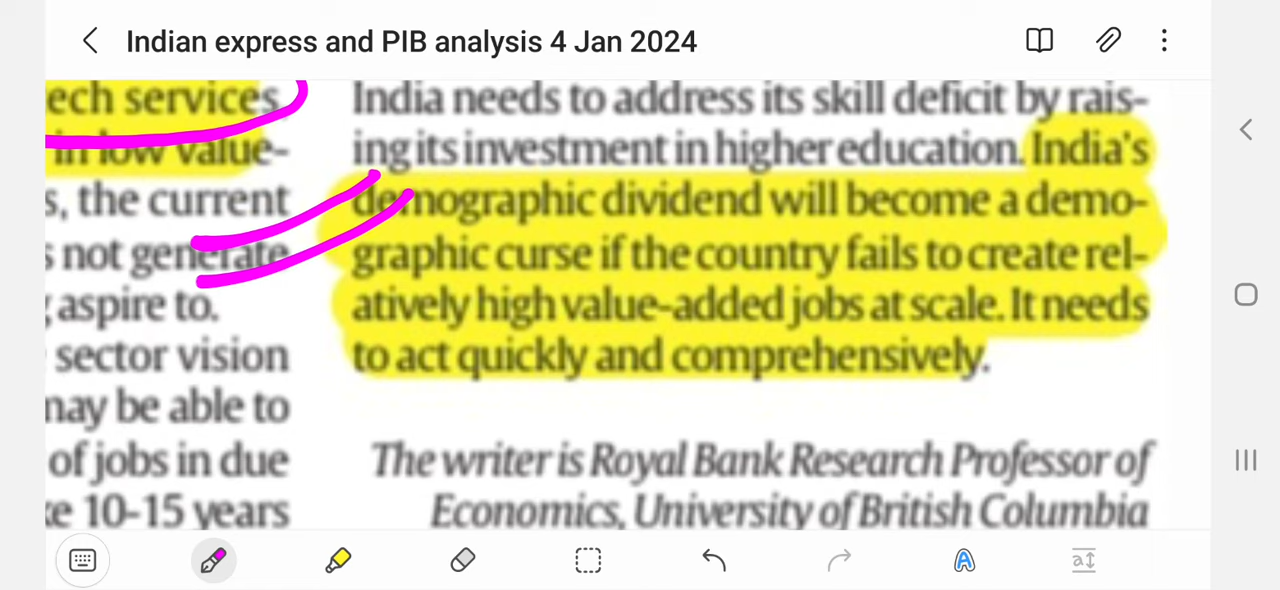 Indian express and PIB analysis 4 Jan 2024
ech services
in low value-
s, the current
s not generate
aspire to.
sector vision
may be able to
of jobs in due
10-15 years
India needs to address its skill deficit by rais-
ing its investment in higher education. India's
demographic dividend will become a demo-
graphic curse if the country fails to create rel-
atively high value-added jobs at scale. It needs
to act quickly and comprehensively.
The writer is Royal Bank Research Professor of
Economics, University of British Columbia